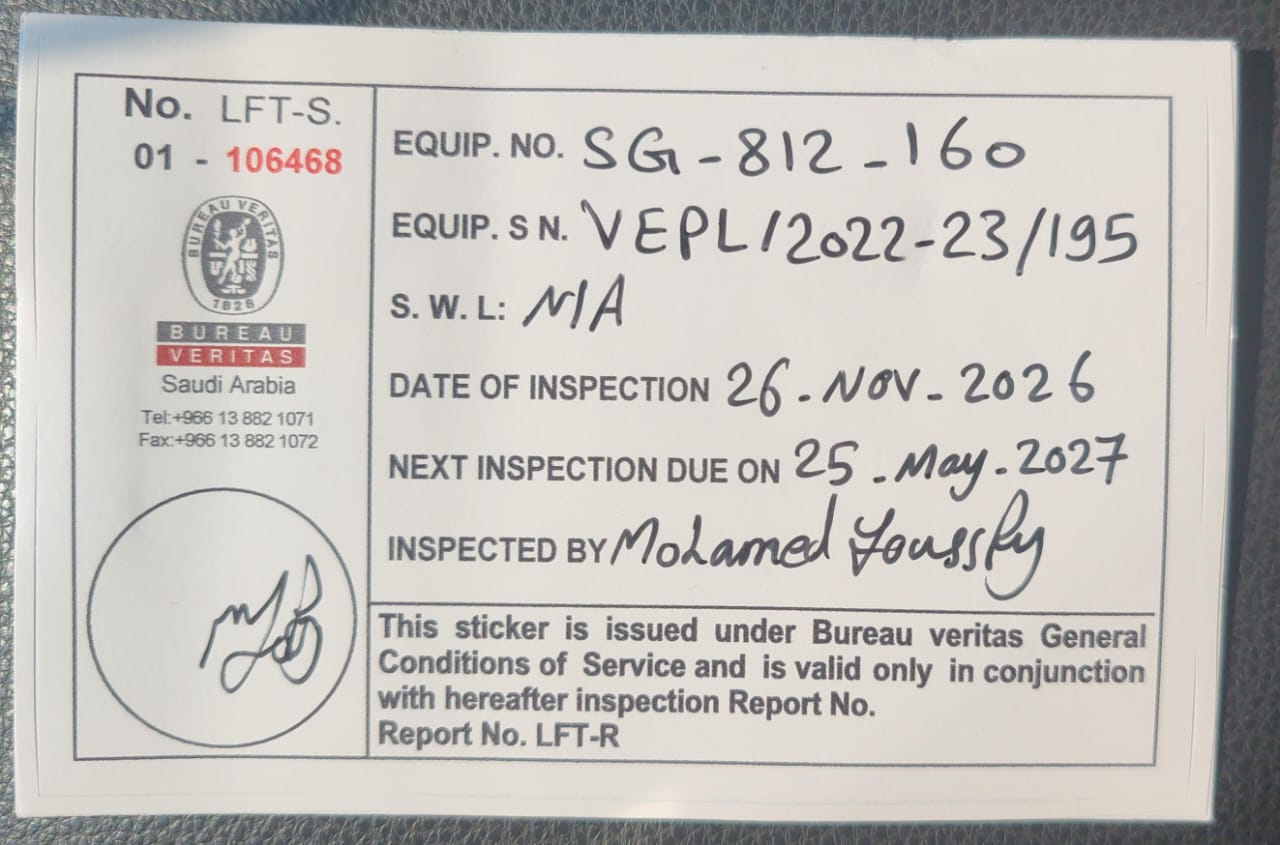 No. LFT-S.
01 - 106468
BUREAU VERITAS
1828
BUREAU
VERITAS
Saudi Arabia
Tel:+966 13 882 1071
Fax:+966 13 882 1072
EQUIP. NO. SG-812-160
EQUIP. S N. VEPL/2022-23/195
S. W. L: N/A
DATE OF INSPECTION 26-NOV-2026
NEXT INSPECTION DUE ON 25-May-2027
INSPECTED BY Mohamed Youssry
This sticker is issued under Bureau veritas General
Conditions of Service and is valid only in conjunction
with hereafter inspection Report No.
Report No. LFT-R